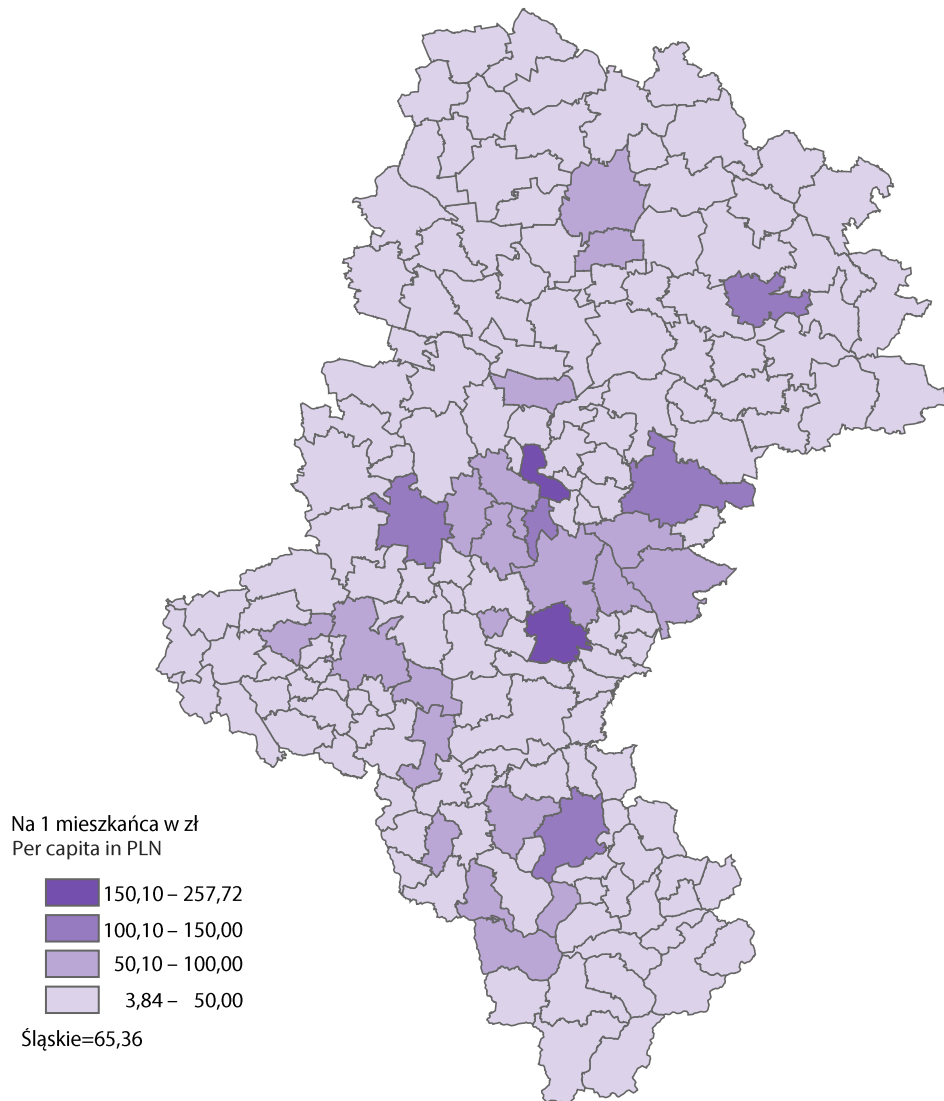 Na 1 mieszkańca w zł
Per capita in PLN
150,10 – 257,72
100,10 – 150,00
50,10 – 100,00
3,84 – 50,00
Śląskie=65,36